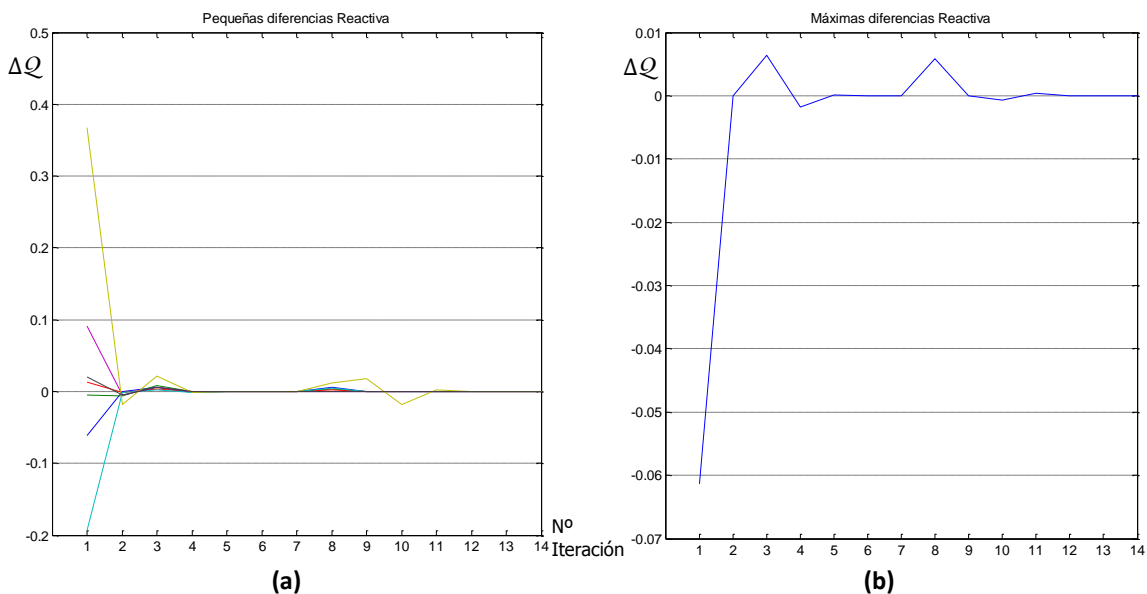 Pequeñas diferencias Reactiva
Δ𝒬
0.5
0.4
0.3
0.2
0.1
0
-0.1
-0.2
1 2 3 4 5 6 7 8 9 10 11 12 13 14
Nº
Iteración
(a)
Máximas diferencias Reactiva
Δ𝒬
0.01
0
-0.01
-0.02
-0.03
-0.04
-0.05
-0.06
-0.07
1 2 3 4 5 6 7 8 9 10 11 12 13 14
(b)